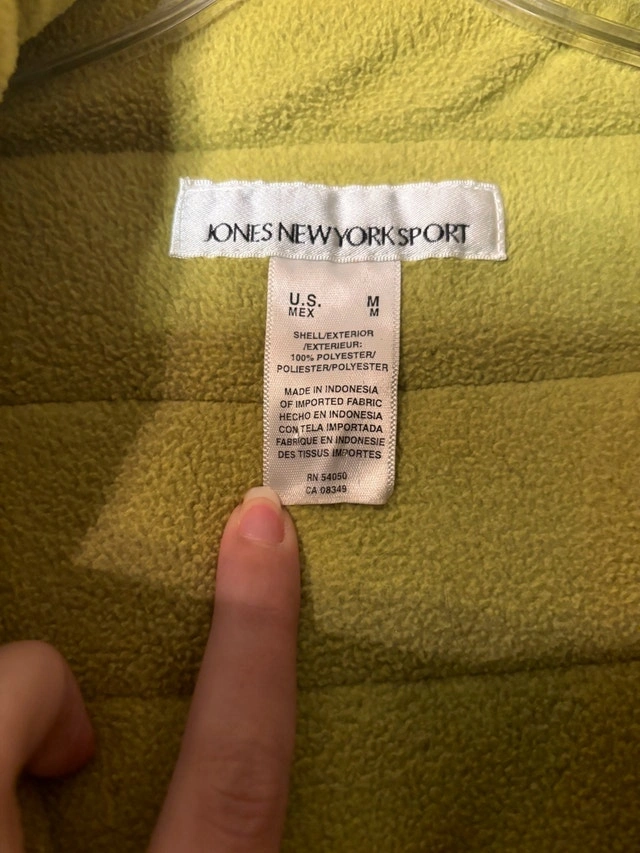 JONES NEW YORK SPORT
U.S. M
MEX M
SHELL/EXTERIOR
/EXTERIEUR:
100% POLYESTER/
POLIESTER/POLYESTER
MADE IN INDONESIA
OF IMPORTED FABRIC
HECHO EN INDONESIA
CON TELA IMPORTADA
FABRIQUE EN INDONESIE
DES TISSUS IMPORTES
RN 54050
CA 08349